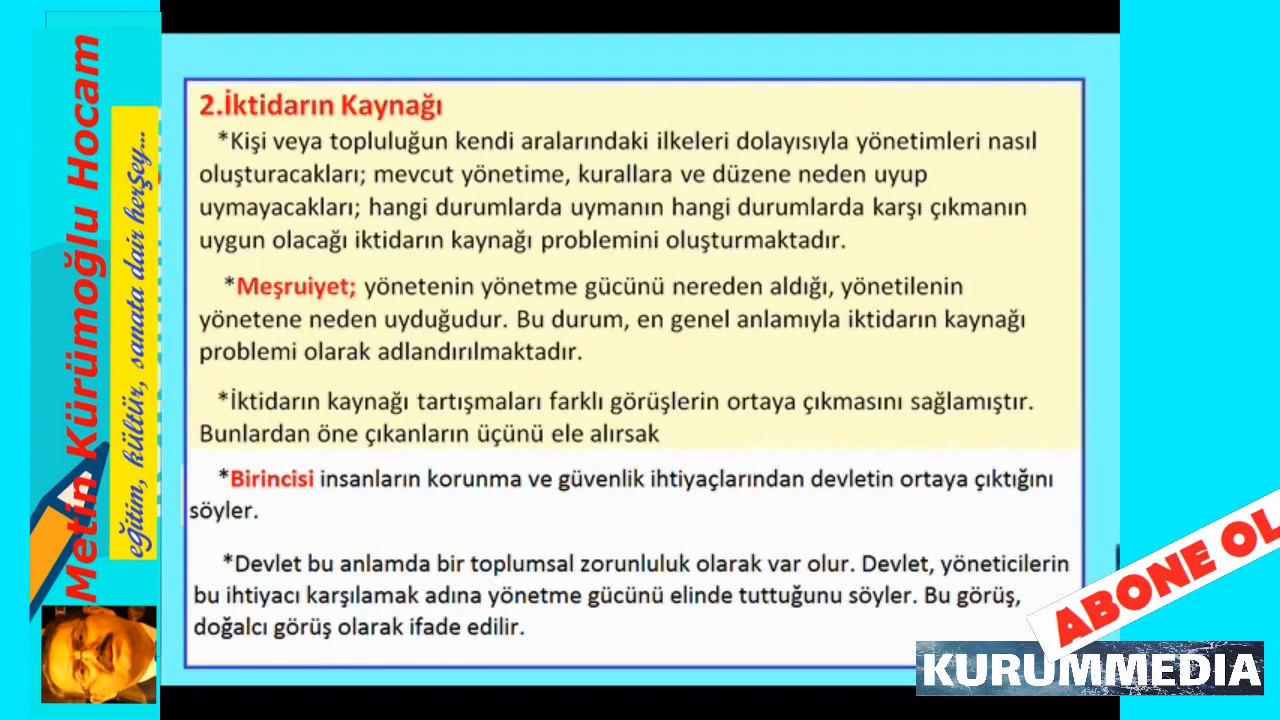 Metin Kürümoğlu Hocam
eğitim, kültür, sanata dair herşey...
2.İktidarın Kaynağı
*Kişi veya topluluğun kendi aralarındaki ilkeleri dolayısıyla yönetimleri nasıl
oluşturacakları; mevcut yönetime, kurallara ve düzene neden uyup
uymayacakları; hangi durumlarda uymanın hangi durumlarda karşı çıkmanın
uygun olacağı iktidarın kaynağı problemini oluşturmaktadır.
*Meşruiyet; yönetenin yönetme gücünü nereden aldığı, yönetilenin
yönetene neden uyduğudur. Bu durum, en genel anlamıyla iktidarın kaynağı
problemi olarak adlandırılmaktadır.
*İktidarın kaynağı tartışmaları farklı görüşlerin ortaya çıkmasını sağlamıştır.
Bunlardan öne çıkanların üçünü ele alırsak
*Birincisi insanların korunma ve güvenlik ihtiyaçlarından devletin ortaya çıktığını
söyler.
*Devlet bu anlamda bir toplumsal zorunluluk olarak var olur. Devlet, yöneticilerin
bu ihtiyacı karşılamak adına yönetme gücünü elinde tuttuğunu söyler. Bu görüş,
doğalcı görüş olarak ifade edilir.
ABONE OL
KURUMMEDIA